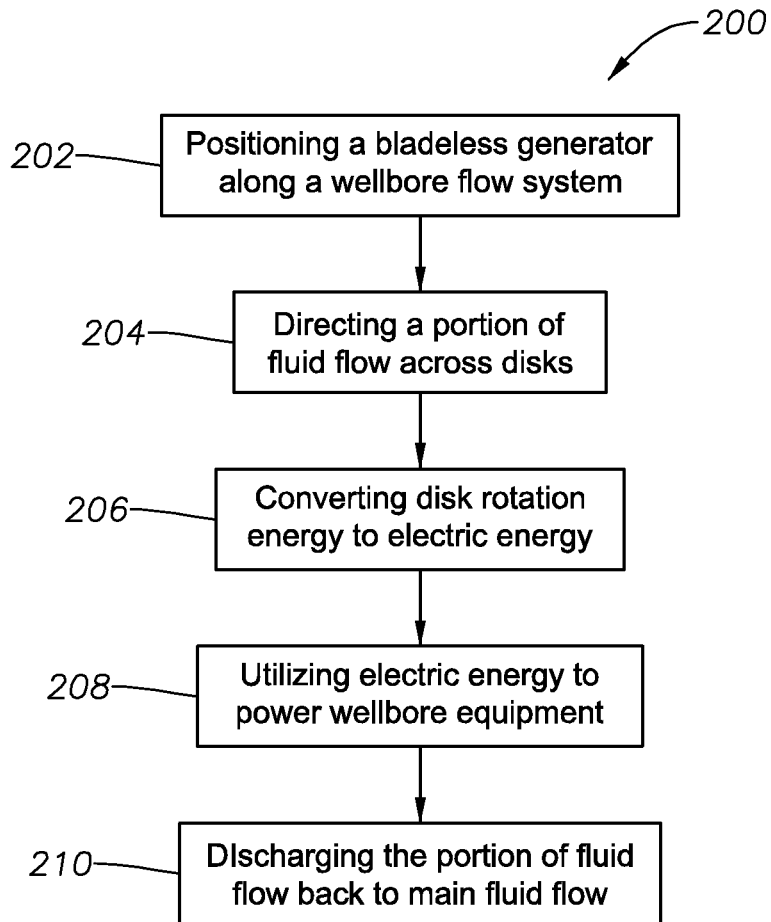 200
202
Positioning a bladeless generator
along a wellbore flow system
204
Directing a portion of
fluid flow across disks
206
Converting disk rotation
energy to electric energy
208
Utilizing electric energy to
power wellbore equipment
210
DIscharging the portion of fluid
flow back to main fluid flow